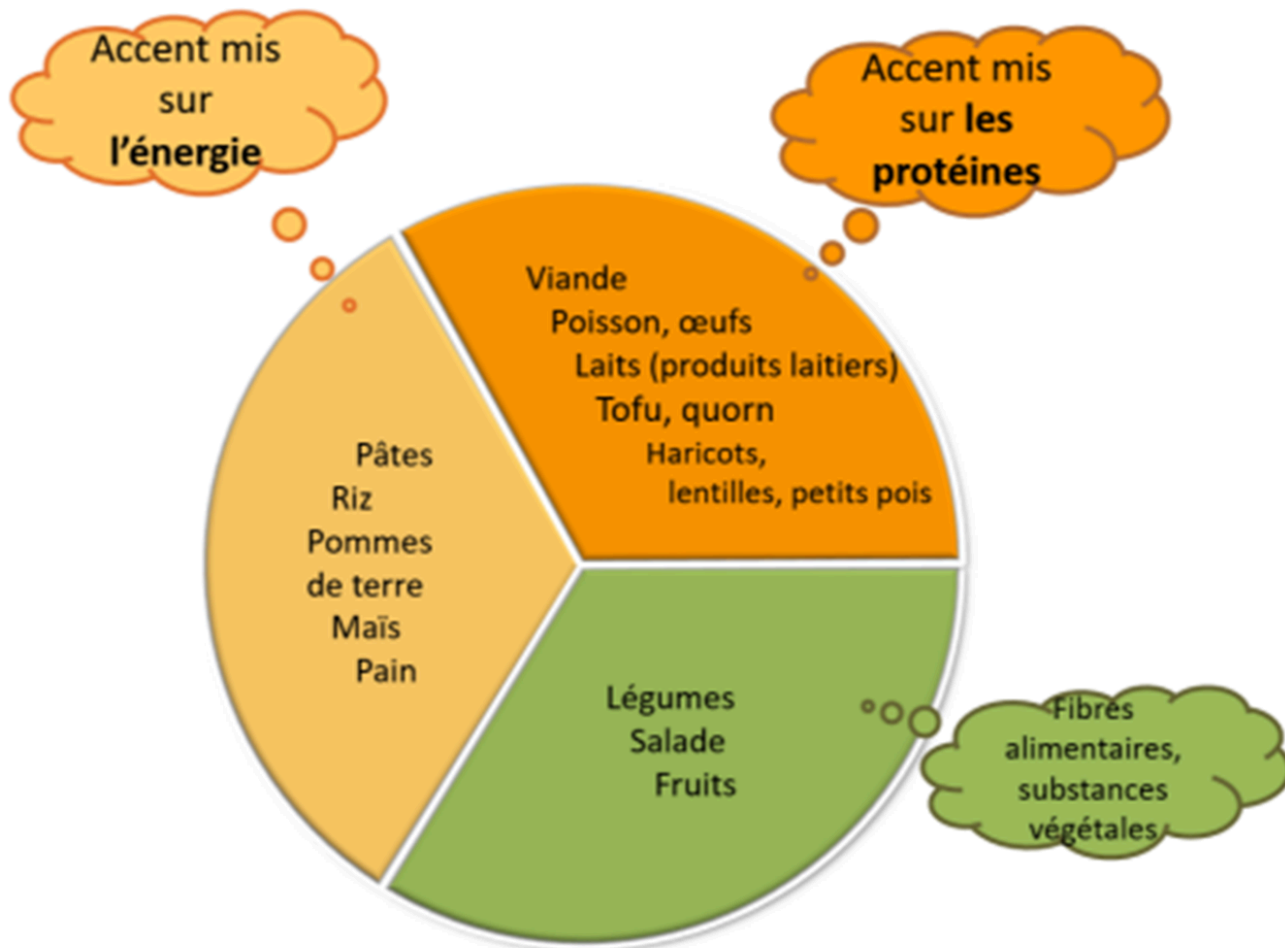 Accent mis
sur
l'énergie
Accent mis
sur les
protéines
Viande
Poisson, œufs
Laits (produits laitiers)
Tofu, quorn
Haricots,
lentilles, petits pois
Pâtes
Riz
Pommes
de terre
Maïs
Pain
Légumes
Salade
Fruits
Fibres
alimentaires,
substances
végétales